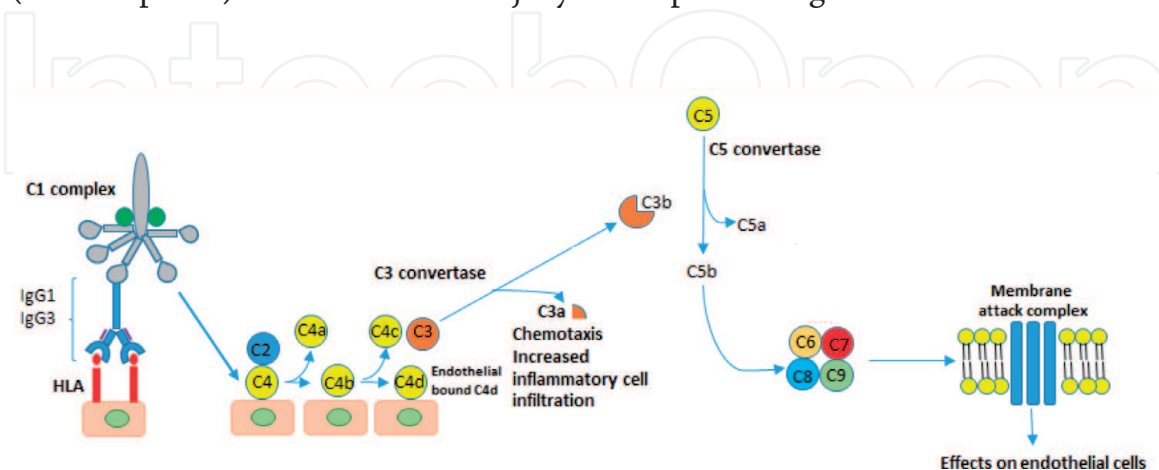 IntechOpen
C5
C5 convertase
C1 complex
C3b
C5a
C3 convertase
C5b
IgG1
IgG3
C3a
Chemotaxis
Increased
inflammatory cell
infiltration
Membrane
attack complex
C2
C4a
C4c
C3
C6
C7
HLA
C4
C4b
C4d
Endothelial
bound C4d
C8
C9
Effects on endothelial cells